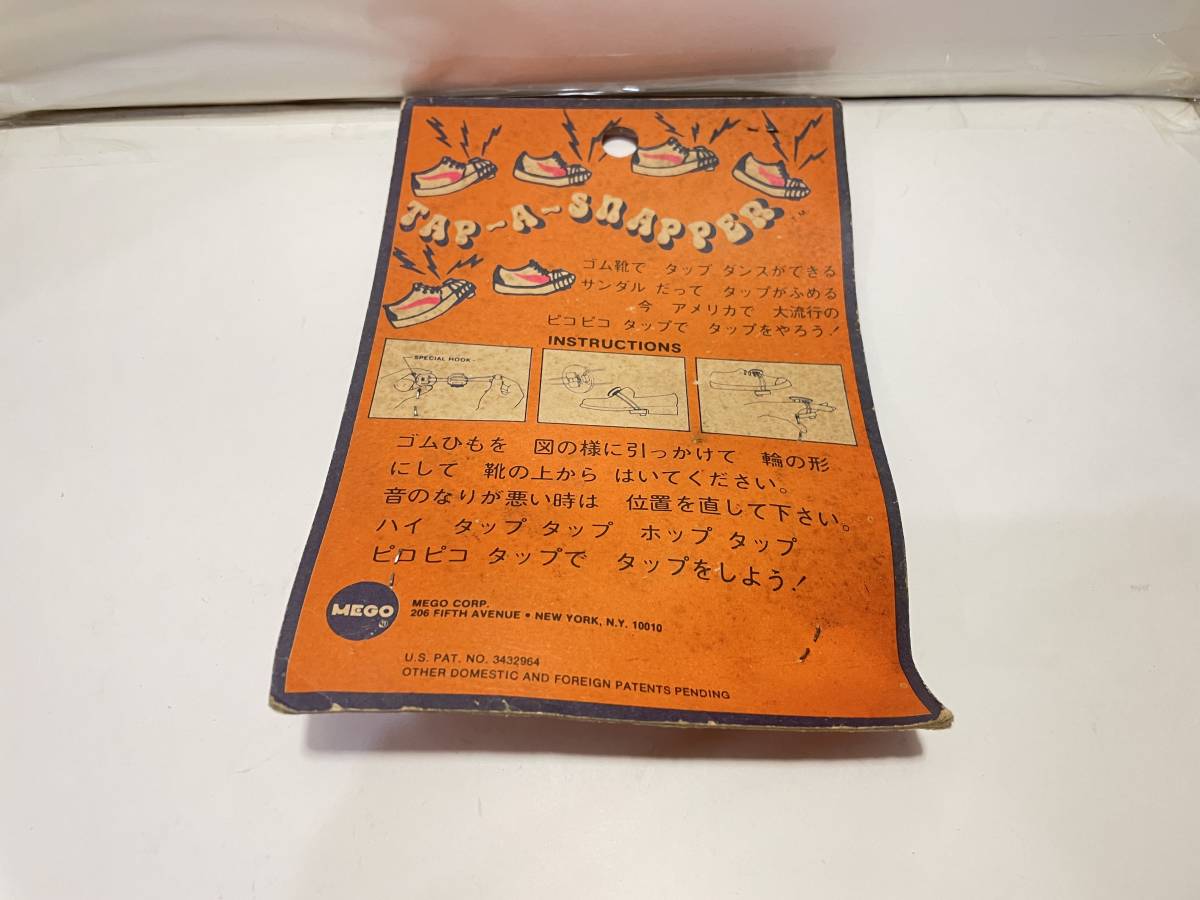 TAP-A-SNAPPER T.M.
ゴム靴で タップ ダンスができる
サンダル だって タップがふめる
今 アメリカで 大流行の
ピコピコ タップで タップをやろう!
INSTRUCTIONS
SPECIAL HOOK
ゴムひもを 図の様に引っかけて 輪の形
にして 靴の上から はいてください。
音のなりが悪い時は 位置を直して下さい。
ハイ タップ タップ ホップ タップ
ピコピコ タップで タップをしよう!
MEGO
MEGO CORP.
206 FIFTH AVENUE • NEW YORK, N.Y. 10010
U.S. PAT. NO. 3432964
OTHER DOMESTIC AND FOREIGN PATENTS PENDING